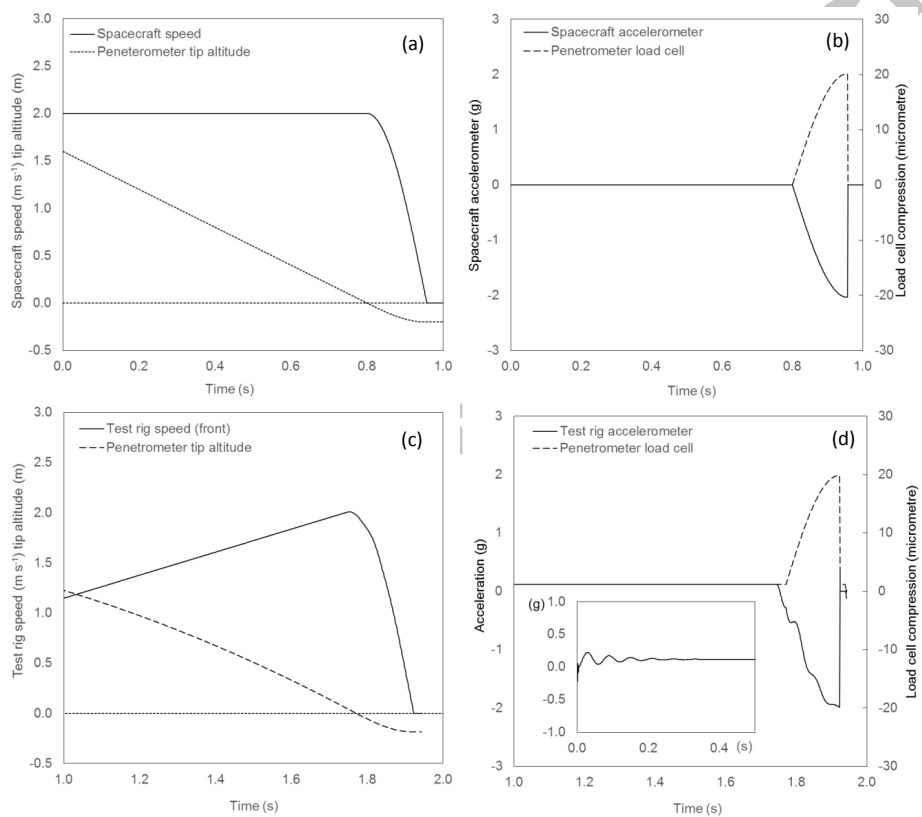 Spacecraft speed
Peneterometer tip altitude
(a)
3.0
2.5
2.0
1.5
1.0
0.5
0.0
-0.5
Spacecraft speed (m s⁻¹) tip altitude (m)
0.0 0.2 0.4 0.6 0.8 1.0
Time (s)
Spacecraft accelerometer
Penetrometer load cell
(b)
3
2
1
0
-1
-2
-3
Spacecraft accelerometer (g)
30
20
10
0
-10
-20
-30
Load cell compression (micrometre)
0.0 0.2 0.4 0.6 0.8 1.0
Time (s)
Test rig speed (front)
Penetrometer tip altitude
(c)
3.0
2.5
2.0
1.5
1.0
0.5
0.0
-0.5
Test rig speed (m s⁻¹) tip altitude (m)
1.0 1.2 1.4 1.6 1.8 2.0
Time (s)
Test rig accelerometer
Penetrometer load cell
(d)
3
2
1
0
-1
-2
-3
Acceleration (g)
30
20
10
0
-10
-20
-30
Load cell compression (micrometre)
(g)
1.0
0.5
0.0
-0.5
-1.0
0.0 0.2 0.4 (s)
1.0 1.2 1.4 1.6 1.8 2.0
Time (s)